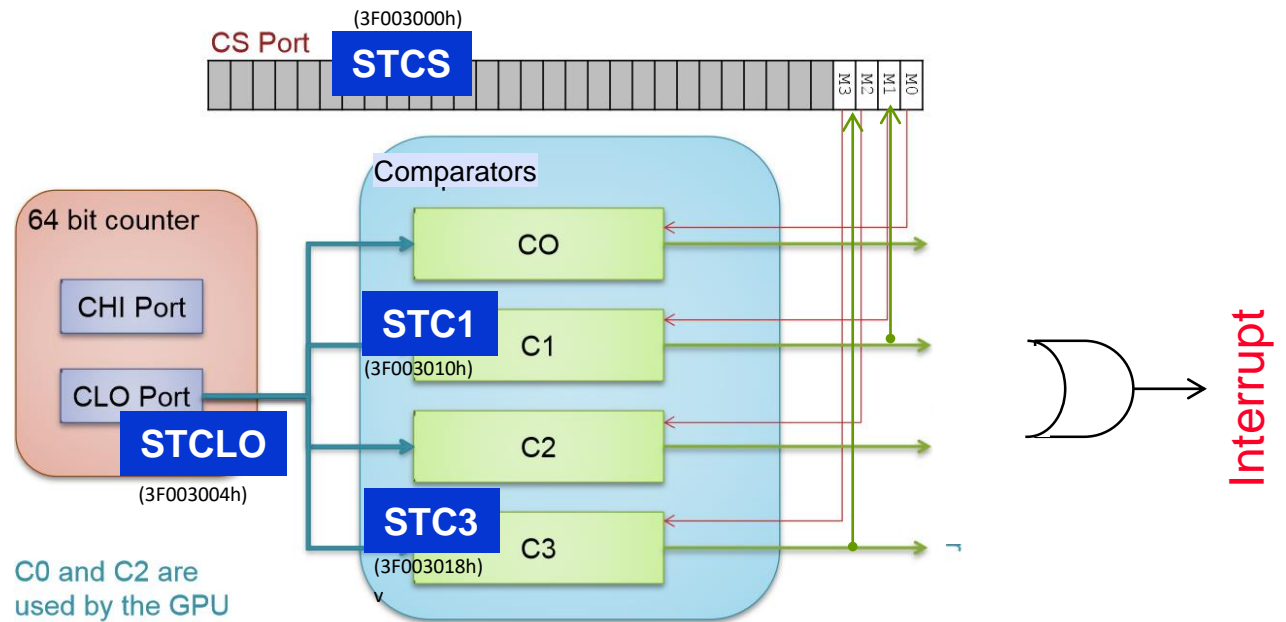 (3F003000h)
CS Port
STCS
M3
M2
M1
M0
Comparators
64 bit counter
CO
CHI Port
STC1
C1
(3F003010h)
CLO Port
STCLO
C2
(3F003004h)
STC3
C3
(3F003018h)
C0 and C2 are
used by the GPU
Interrupt